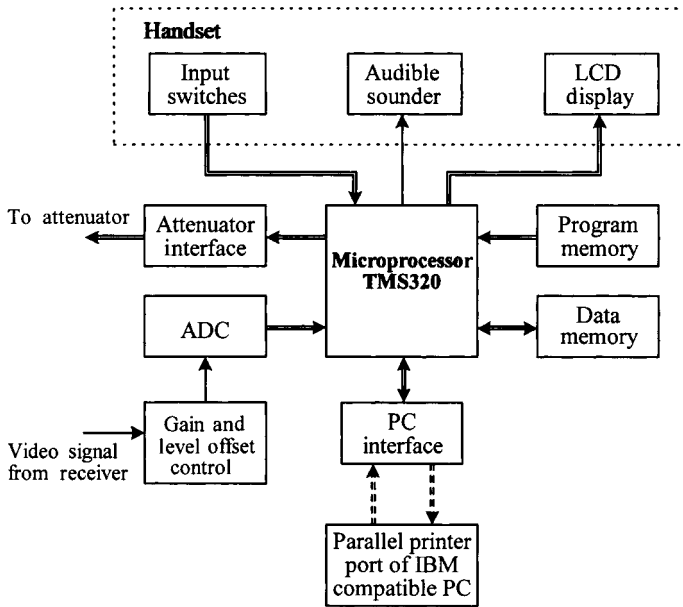 Handset
Input
switches
Audible
sounder
LCD
display
To attenuator
Attenuator
interface
Microprocessor
TMS320
Program
memory
ADC
Data
memory
Video signal
from receiver
Gain and
level offset
control
PC
interface
Parallel printer
port of IBM
compatible PC